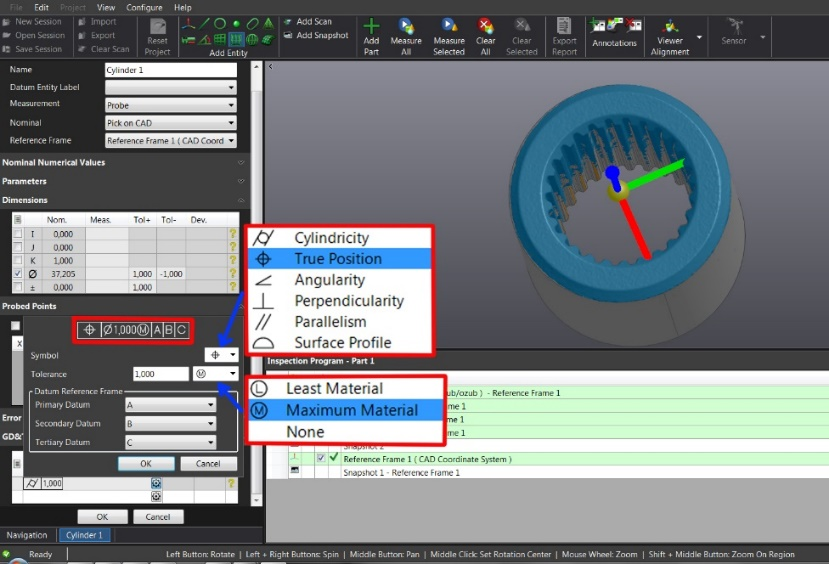 File Edit Project View Configure Help
New Session Import
Open Session Export
Save Session Clear Scan
Reset Project
Add Entity
Add Scan
Add Snapshot
Add Part
Measure All
Measure Selected
Clear All
Clear Selected
Export Report
Annotations
Viewer Alignment
Sensor
Name Cylinder 1
Datum Entity Label
Measurement Probe
Nominal Pick on CAD
Reference Frame Reference Frame 1 ( CAD Coord
Nominal Numerical Values
Parameters
Dimensions
Nom. Meas. Tol+ Tol- Dev.
I 0,000 ?
J 0,000 ?
K 1,000 ?
Ø 37,205 1,000 -1,000 ?
± 0,000 1,000 ?
Probed Points
X
⌖ Ø1,000Ⓜ A B C
Symbol ⌖
Tolerance 1,000 Ⓜ
Datum Reference Frame
Primary Datum A
Secondary Datum B
Tertiary Datum C
OK Cancel
Error
GD&
⌭ 1,000 ?
OK Cancel
Navigation Cylinder 1
⌭ Cylindricity
⌖ True Position
∠ Angularity
⊥ Perpendicularity
// Parallelism
⌓ Surface Profile
Ⓛ Least Material
Ⓜ Maximum Material
None
Inspection Program - Part 1
ub/ozub ) - Reference Frame 1
me 1
me 1
me 1
Snapshot 1
Reference Frame 1 ( CAD Coordinate System )
Snapshot 1 - Reference Frame 1
Ready Left Button: Rotate | Left + Right Buttons: Spin | Middle Button: Pan | Middle Click: Set Rotation Center | Mouse Wheel: Zoom | Shift + Middle Button: Zoom On Region